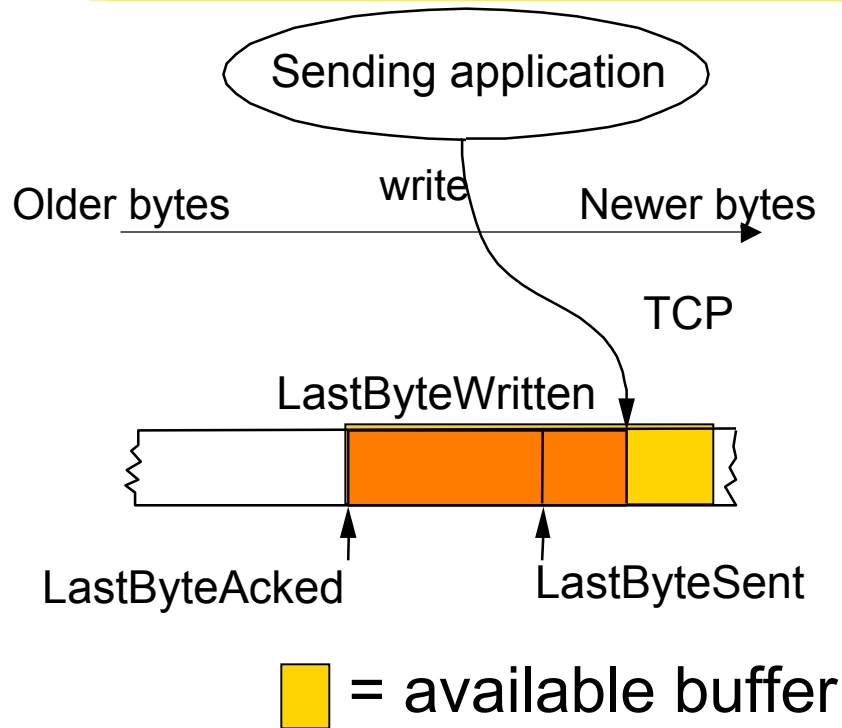 Sending application
write
Older bytes
Newer bytes
TCP
LastByteWritten
LastByteAcked
LastByteSent
= available buffer